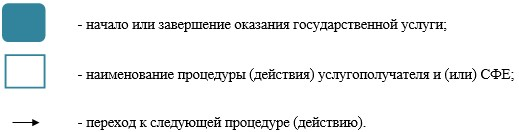 - начало или завершение оказания государственной услуги;
- наименование процедуры (действия) услугополучателя и (или) СФЕ;
- переход к следующей процедуре (действию).